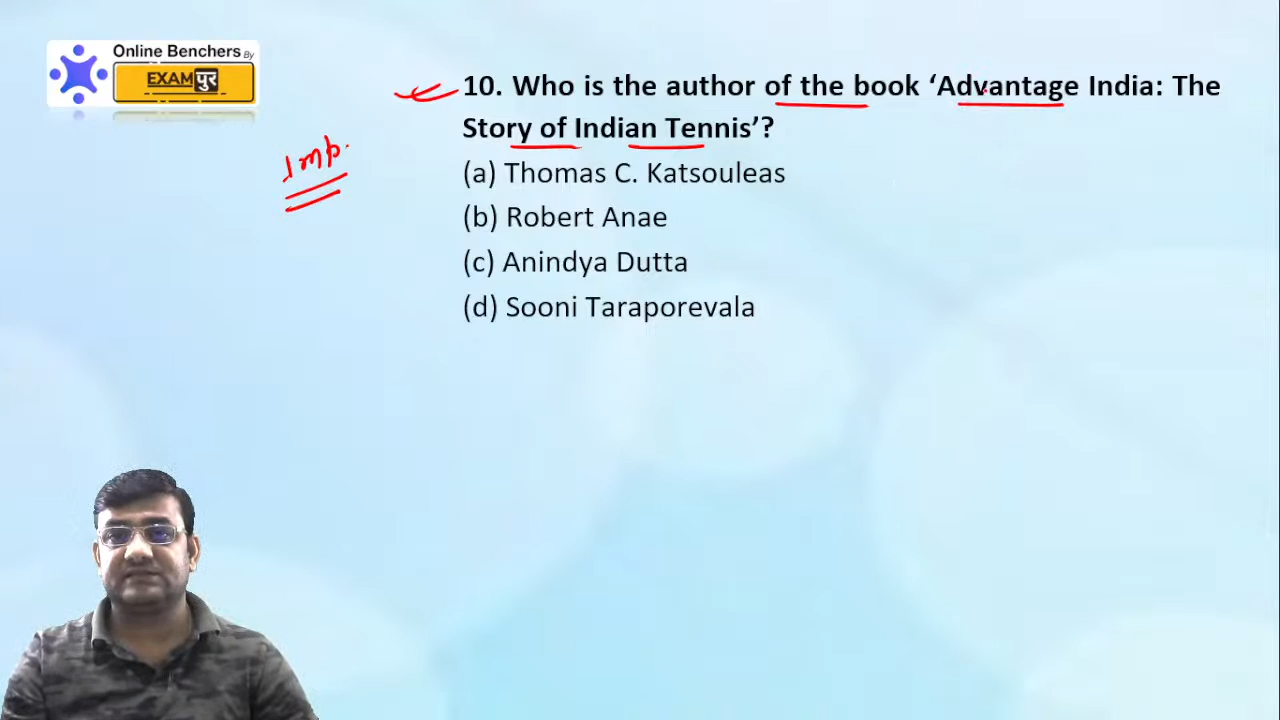 Online Benchers By
EXAMपुर
10. Who is the author of the book ‘Advantage India: The
Story of Indian Tennis’?
Imp.
(a) Thomas C. Katsouleas
(b) Robert Anae
(c) Anindya Dutta
(d) Sooni Taraporevala